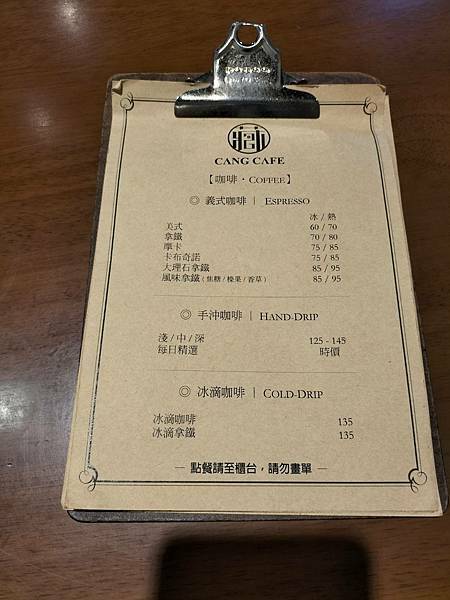 CANG CAFE
【咖啡・COFFEE】
◎ 義式咖啡 | ESPRESSO
冰 / 熱
美式 60 / 70
拿鐵 70 / 80
摩卡 75 / 85
卡布奇諾 75 / 85
大理石拿鐵 85 / 95
風味拿鐵 ( 焦糖 / 榛果 / 香草 ) 85 / 95
◎ 手沖咖啡 | HAND-DRIP
淺 / 中 / 深 125 - 145
每日精選 時價
◎ 冰滴咖啡 | COLD-DRIP
冰滴咖啡 135
冰滴拿鐵 135
— 點餐請至櫃台，請勿畫單 —